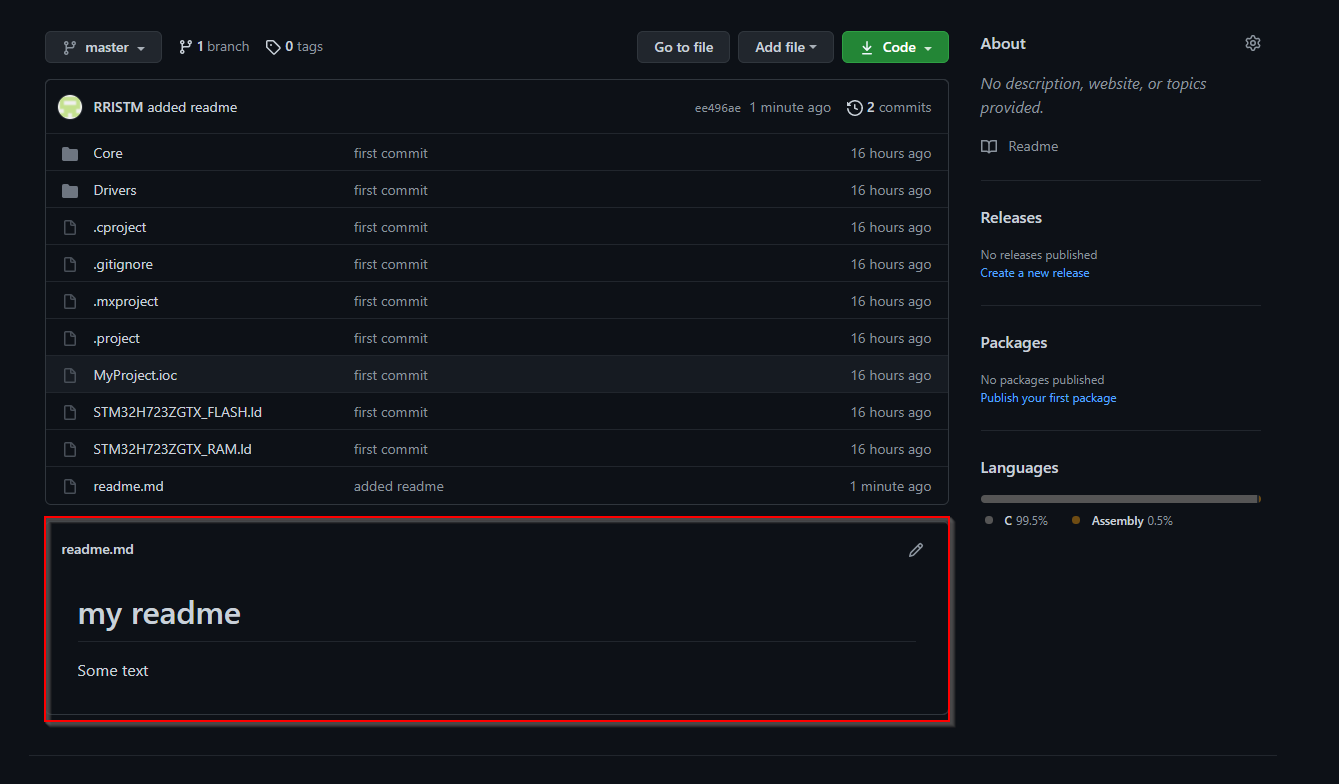 master 1 branch 0 tags Go to file Add file Code
RRISTM added readme ee496ae 1 minute ago 2 commits
Core first commit 16 hours ago
Drivers first commit 16 hours ago
.cproject first commit 16 hours ago
.gitignore first commit 16 hours ago
.mxproject first commit 16 hours ago
.project first commit 16 hours ago
MyProject.ioc first commit 16 hours ago
STM32H723ZGTX_FLASH.ld first commit 16 hours ago
STM32H723ZGTX_RAM.ld first commit 16 hours ago
readme.md added readme 1 minute ago
readme.md
my readme
Some text
About
No description, website, or topics
provided.
Readme
Releases
No releases published
Create a new release
Packages
No packages published
Publish your first package
Languages
C 99.5% Assembly 0.5%